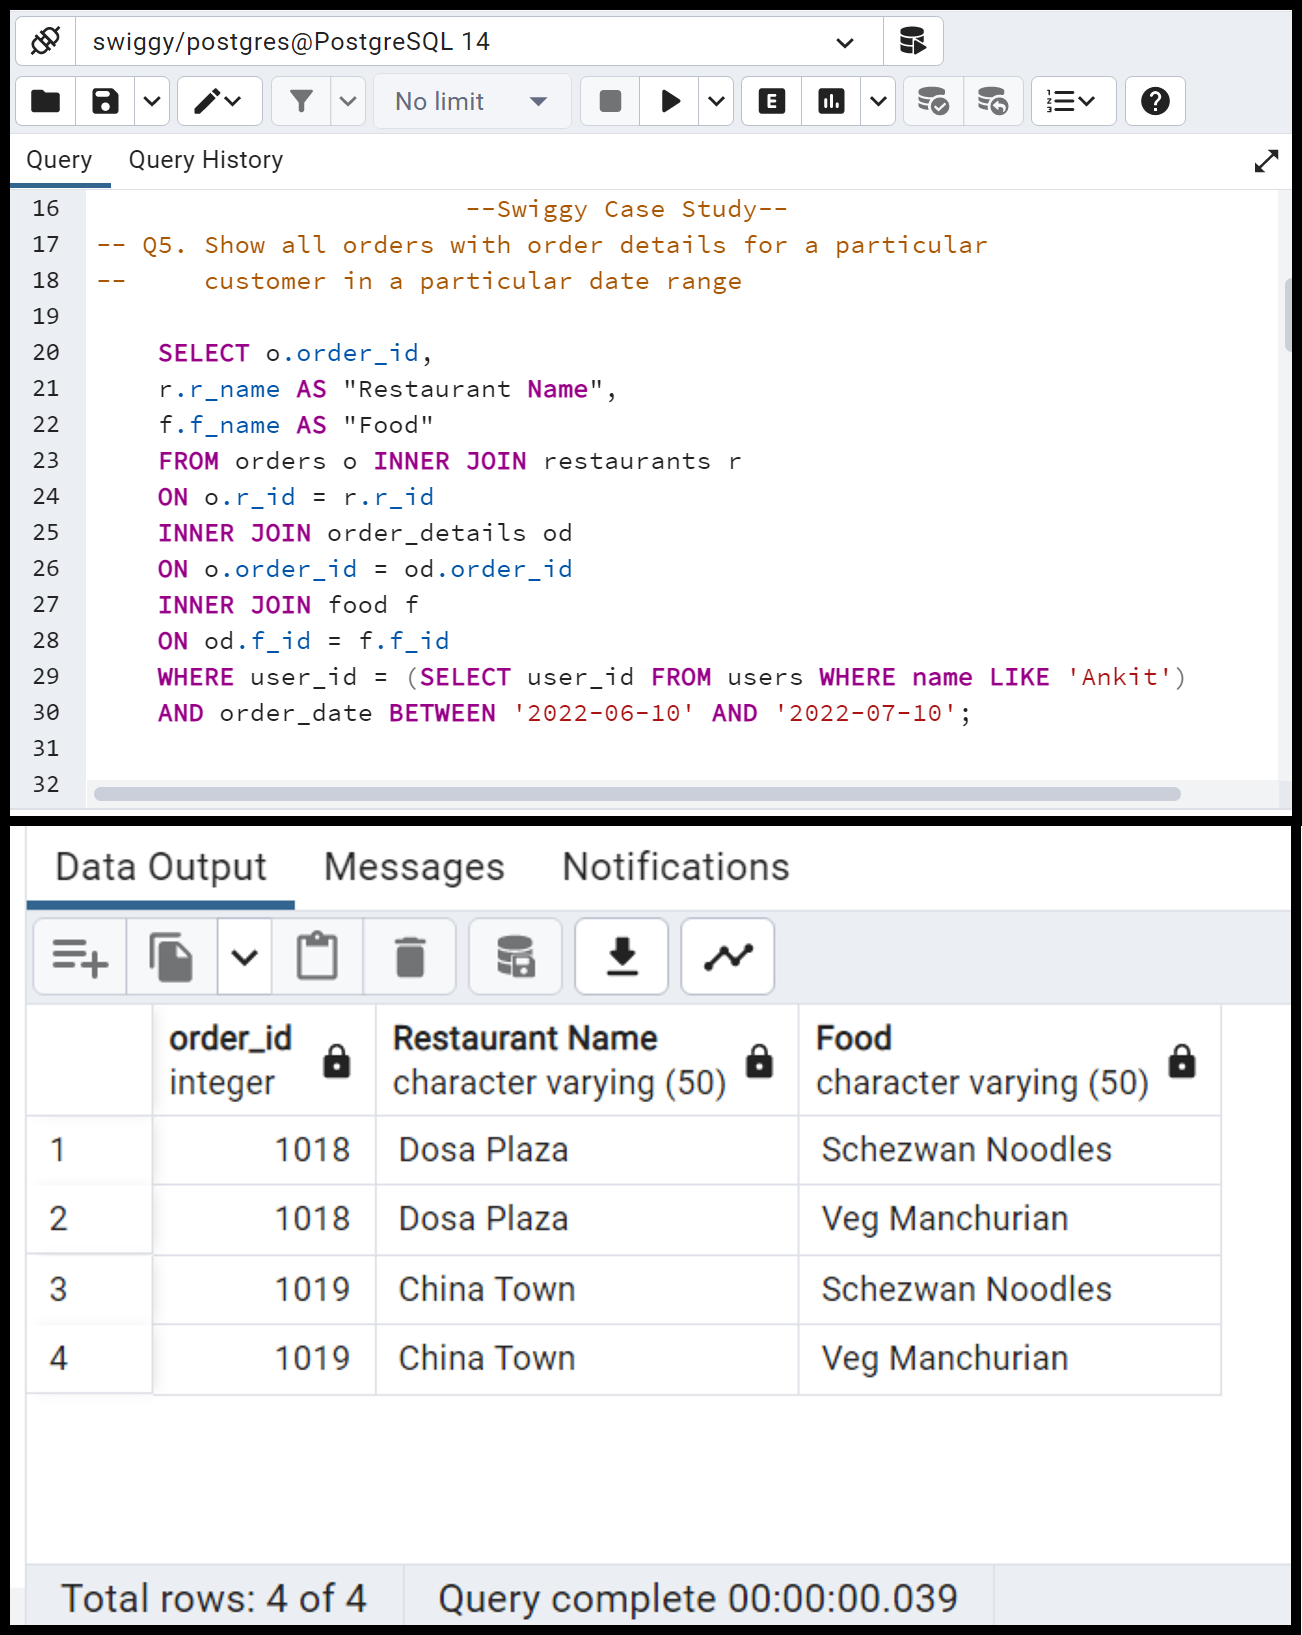 swiggy/postgres@PostgreSQL 14
No limit
E
Query Query History
16 --Swiggy Case Study--
17 -- Q5. Show all orders with order details for a particular
18 --     customer in a particular date range
19
20 SELECT o.order_id,
21 r.r_name AS "Restaurant Name",
22 f.f_name AS "Food"
23 FROM orders o INNER JOIN restaurants r
24 ON o.r_id = r.r_id
25 INNER JOIN order_details od
26 ON o.order_id = od.order_id
27 INNER JOIN food f
28 ON od.f_id = f.f_id
29 WHERE user_id = (SELECT user_id FROM users WHERE name LIKE 'Ankit')
30 AND order_date BETWEEN '2022-06-10' AND '2022-07-10';
31
32
Data Output Messages Notifications
order_id Restaurant Name Food
integer character varying (50) character varying (50)
1 1018 Dosa Plaza Schezwan Noodles
2 1018 Dosa Plaza Veg Manchurian
3 1019 China Town Schezwan Noodles
4 1019 China Town Veg Manchurian
Total rows: 4 of 4 Query complete 00:00:00.039